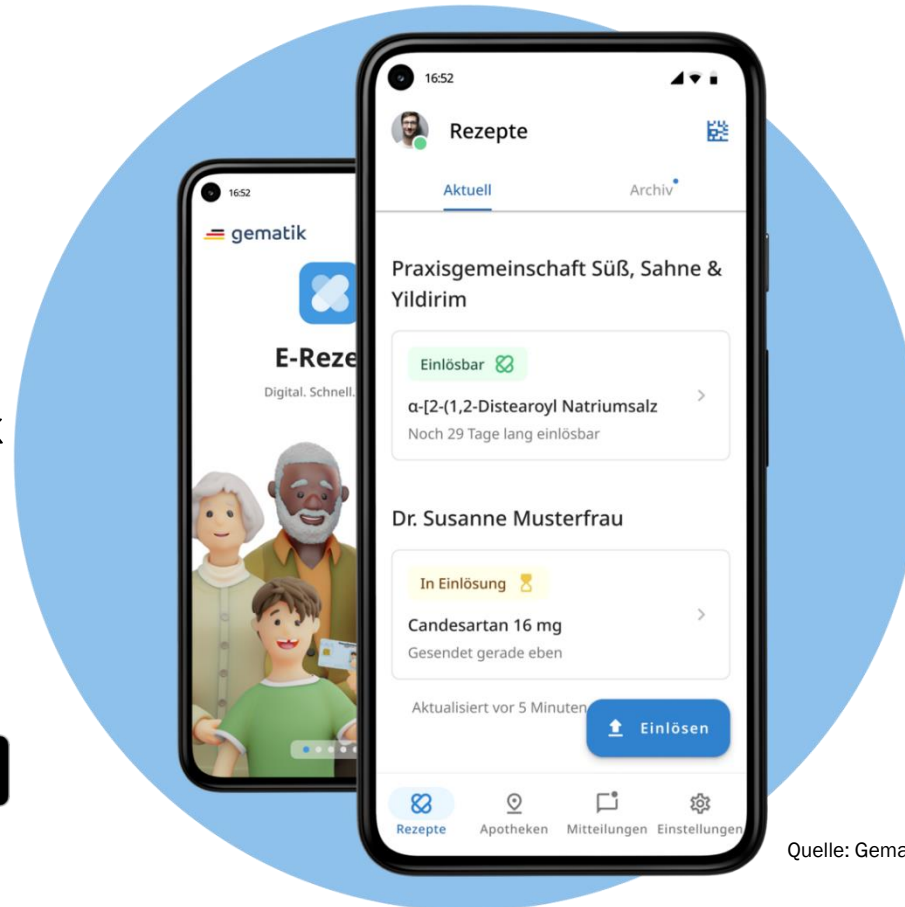 16:52
gematik
E-Reze
Digital. Schnell.
16:52
Rezepte
Aktuell
Archiv
Praxisgemeinschaft Süß, Sahne &
Yildirim
Einlösbar
α-[2-(1,2-Distearoyl Natriumsalz
Noch 29 Tage lang einlösbar
Dr. Susanne Musterfrau
In Einlösung
Candesartan 16 mg
Gesendet gerade eben
Aktualisiert vor 5 Minuten
Einlösen
Rezepte
Apotheken
Mitteilungen
Einstellungen
Quelle: Gema